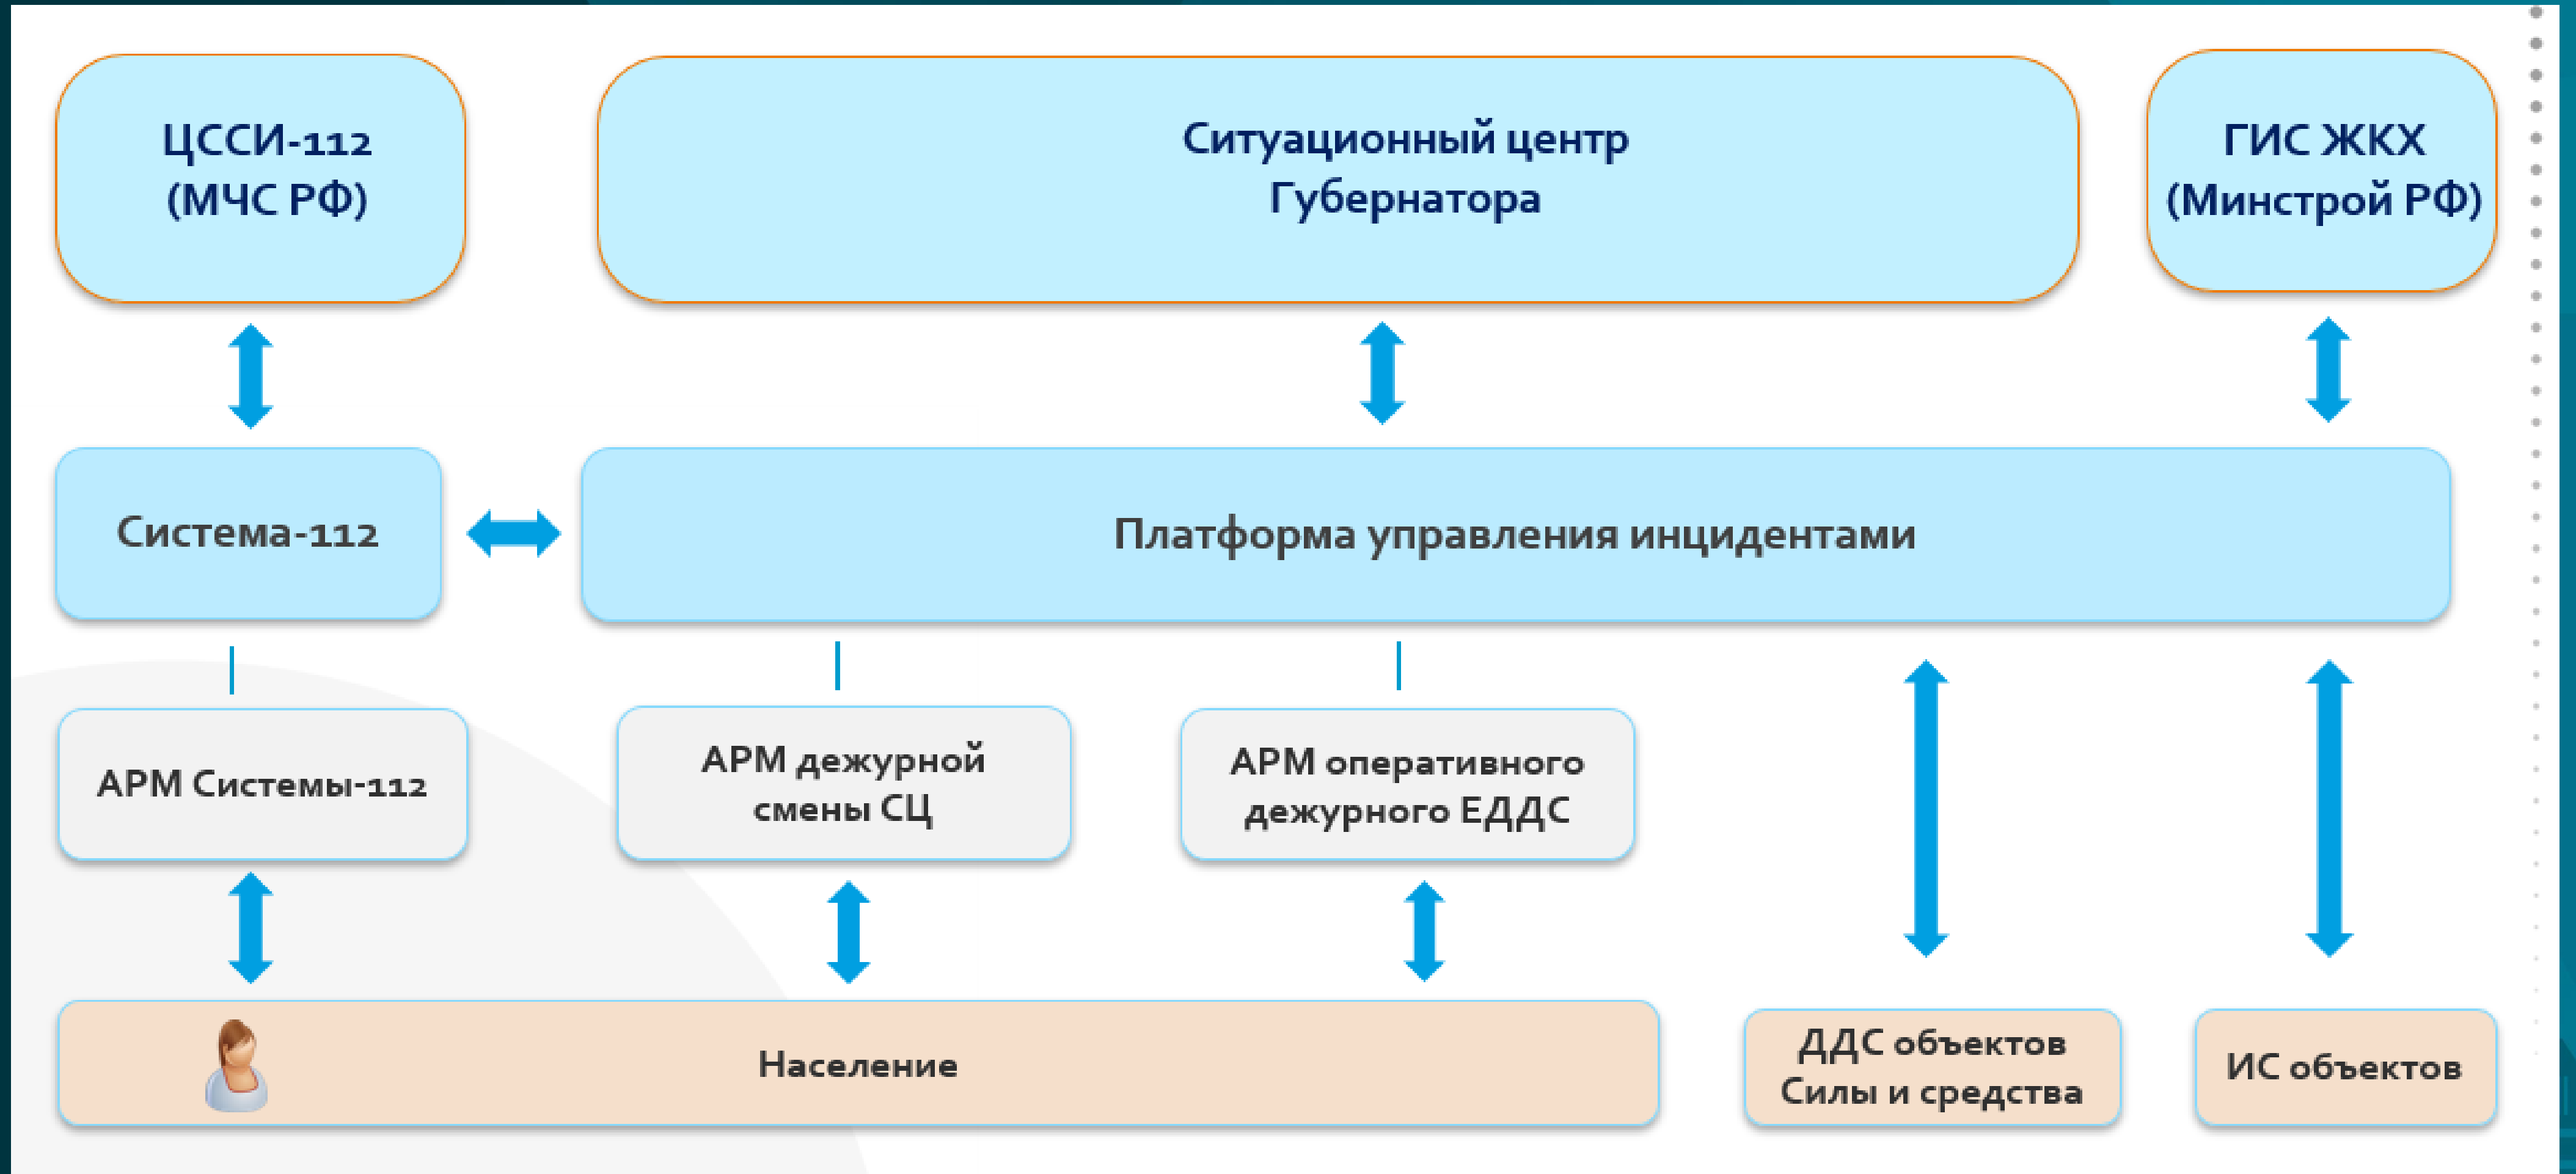 ЦССИ-112
(МЧС РФ)
Ситуационный центр
Губернатора
ГИС ЖКХ
(Минстрой РФ)
Система-112
Платформа управления инцидентами
АРМ Системы-112
АРМ дежурной
смены СЦ
АРМ оперативного
дежурного ЕДДС
Население
ДДС объектов
Силы и средства
ИС объектов